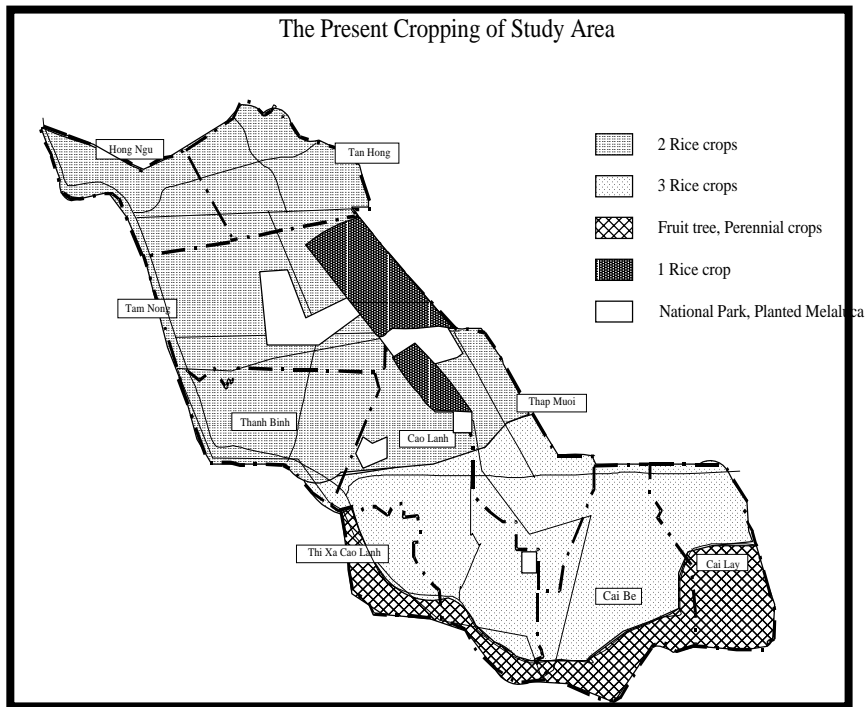 The Present Cropping of Study Area
Hong Ngu
Tan Hong
2 Rice crops
3 Rice crops
Fruit tree, Perennial crops
1 Rice crop
National Park, Planted Melaluca
Tam Nong
Thap Muoi
Thanh Binh
Cao Lanh
Thi Xa Cao Lanh
Cai Lay
Cai Be